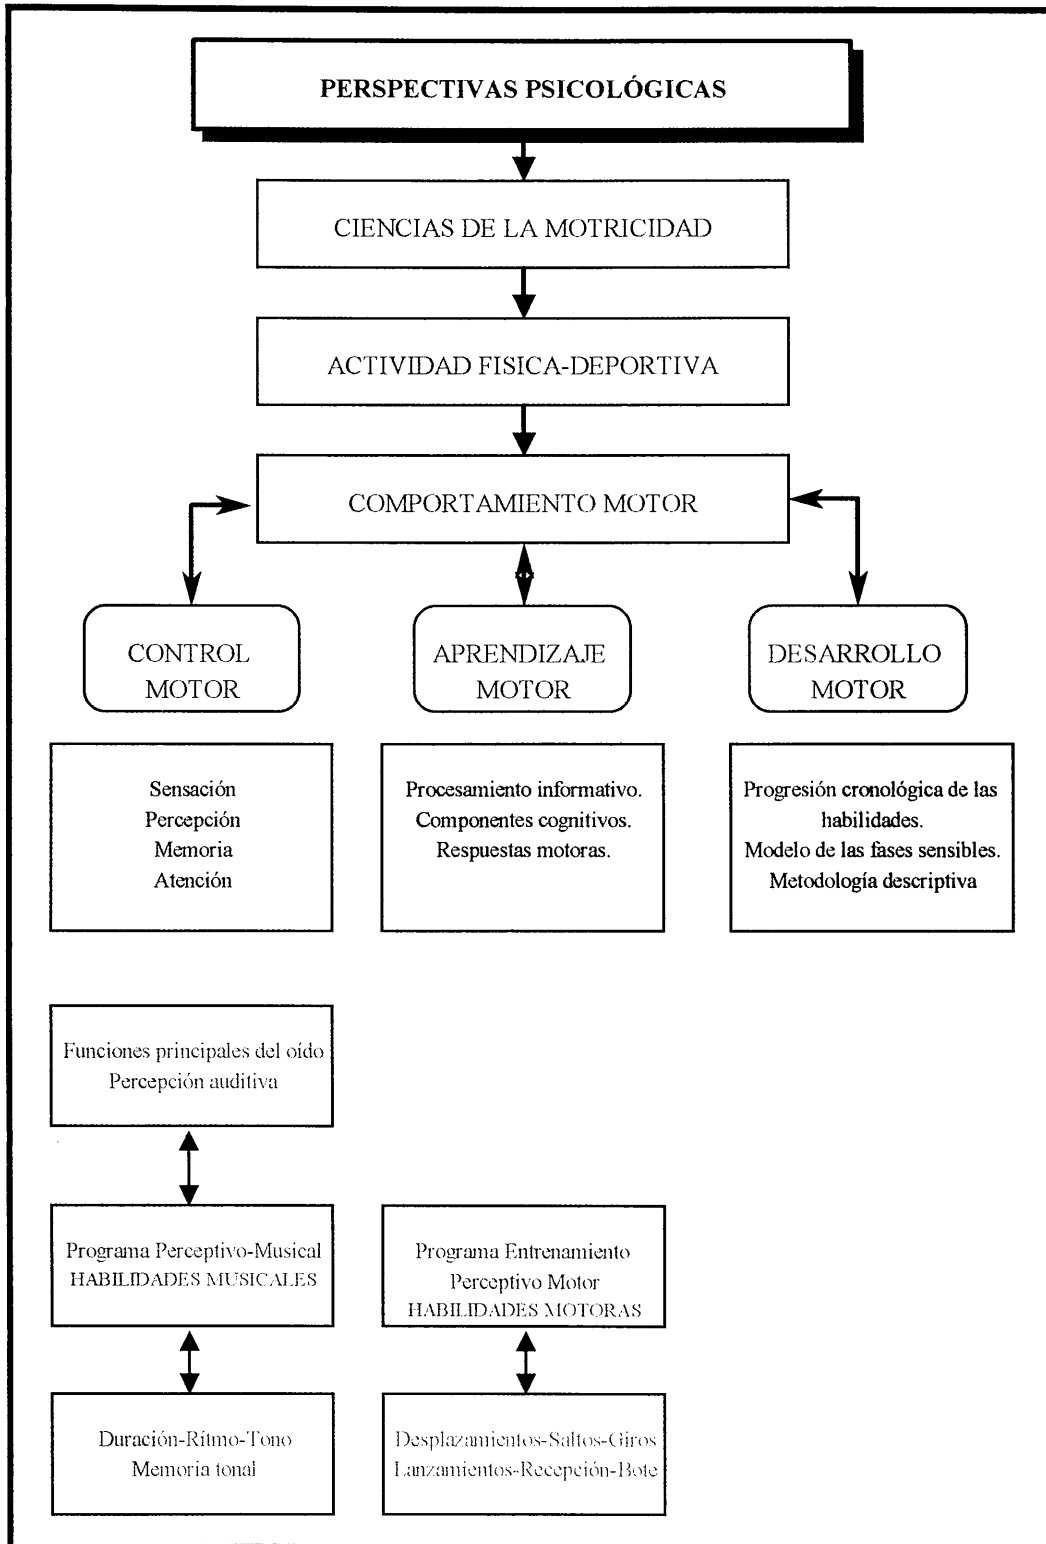 PERSPECTIVAS PSICOLÓGICAS
CIENCIAS DE LA MOTRICIDAD
ACTIVIDAD FISICA-DEPORTIVA
COMPORTAMIENTO MOTOR
CONTROL
MOTOR
APRENDIZAJE
MOTOR
DESARROLLO
MOTOR
Sensación
Percepción
Memoria
Atención
Procesamiento informativo.
Componentes cognitivos.
Respuestas motoras.
Progresión cronológica de las
habilidades.
Modelo de las fases sensibles.
Metodología descriptiva
Funciones principales del oído
Percepción auditiva
Programa Perceptivo-Musical
HABILIDADES MUSICALES
Programa Entrenamiento
Perceptivo Motor
HABILIDADES MOTORAS
Duración-Rítmo-Tono
Memoria tonal
Desplazamientos-Saltos-Giros
Lanzamientos-Recepción-Bote